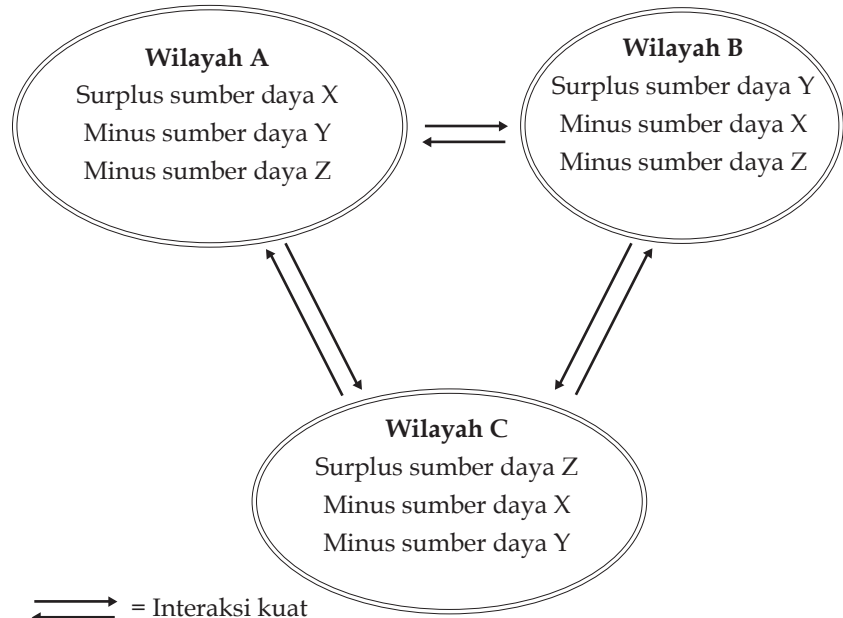 Wilayah A
Surplus sumber daya X
Minus sumber daya Y
Minus sumber daya Z
Wilayah B
Surplus sumber daya Y
Minus sumber daya X
Minus sumber daya Z
Wilayah C
Surplus sumber daya Z
Minus sumber daya X
Minus sumber daya Y
= Interaksi kuat